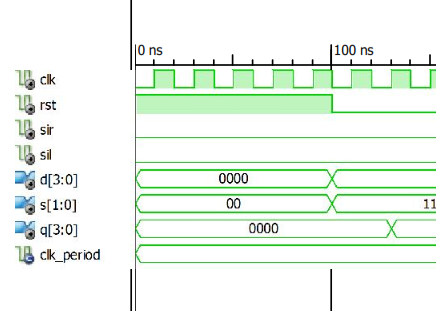 0 ns 100 ns
clk
rst
sir
sil
d[3:0] 0000
s[1:0] 00 11
q[3:0] 0000
clk_period